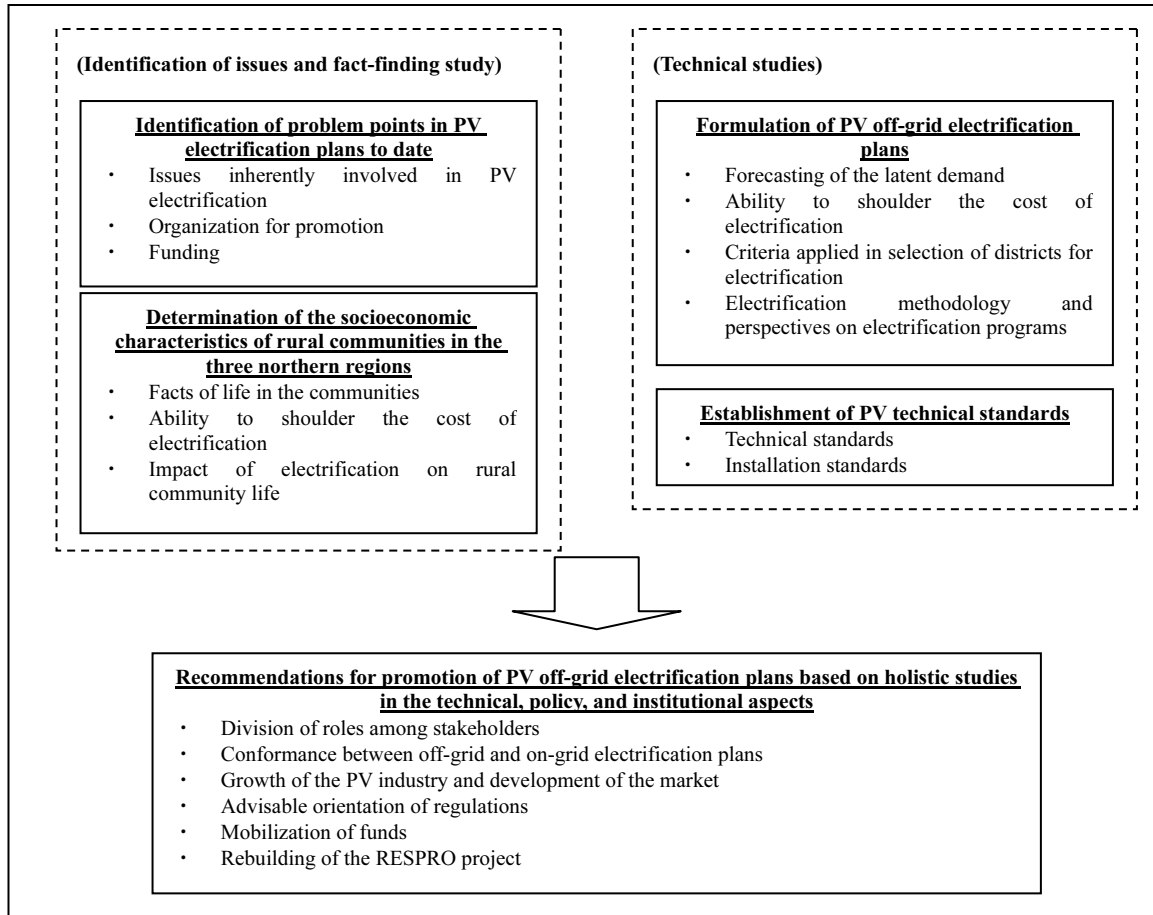 (Identification of issues and fact-finding study)
Identification of problem points in PV
electrification plans to date
・ Issues inherently involved in PV
electrification
・ Organization for promotion
・ Funding
Determination of the socioeconomic
characteristics of rural communities in the
three northern regions
・ Facts of life in the communities
・ Ability to shoulder the cost of
electrification
・ Impact of electrification on rural
community life
(Technical studies)
Formulation of PV off-grid electrification
plans
・ Forecasting of the latent demand
・ Ability to shoulder the cost of
electrification
・ Criteria applied in selection of districts for
electrification
・ Electrification methodology and
perspectives on electrification programs
Establishment of PV technical standards
・ Technical standards
・ Installation standards
Recommendations for promotion of PV off-grid electrification plans based on holistic studies
in the technical, policy, and institutional aspects
・ Division of roles among stakeholders
・ Conformance between off-grid and on-grid electrification plans
・ Growth of the PV industry and development of the market
・ Advisable orientation of regulations
・ Mobilization of funds
・ Rebuilding of the RESPRO project